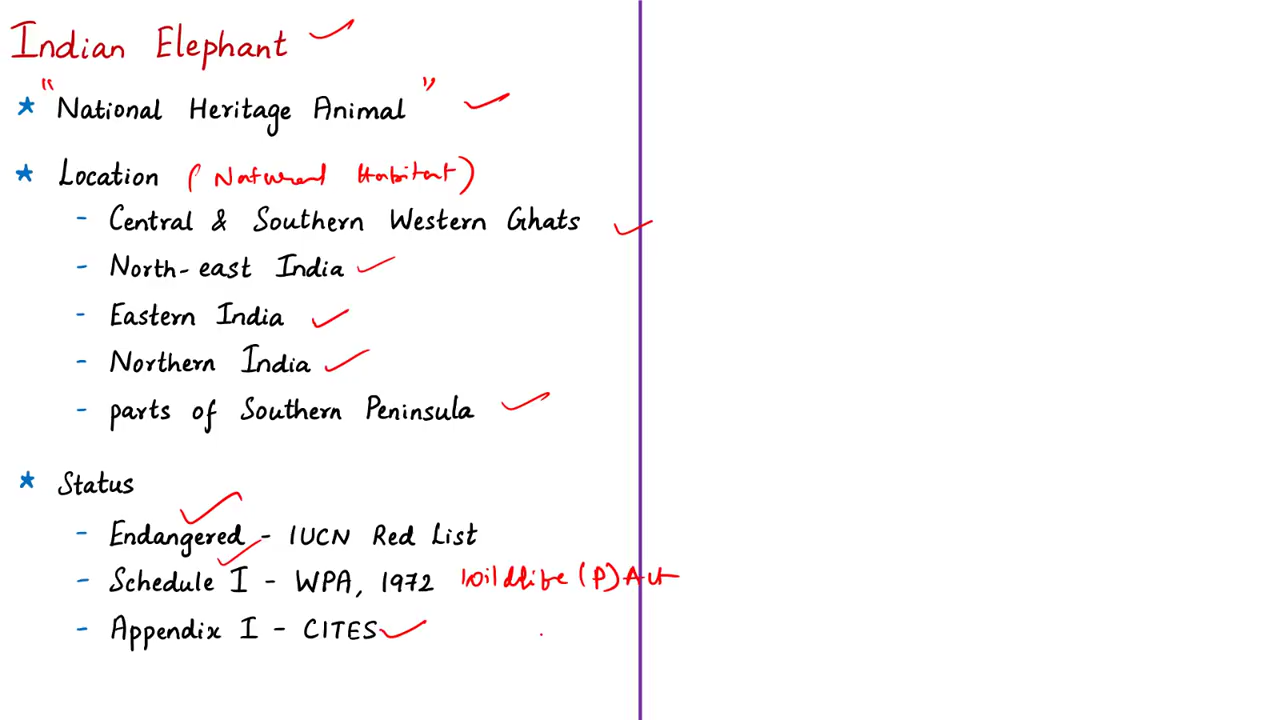 Indian Elephant
* "National Heritage Animal"
* Location (Natural Habitat)
- Central & Southern Western Ghats
- North-east India
- Eastern India
- Northern India
- parts of Southern Peninsula
* Status
- Endangered - IUCN Red List
- Schedule I - WPA, 1972 Wildlife (P) Act
- Appendix I - CITES